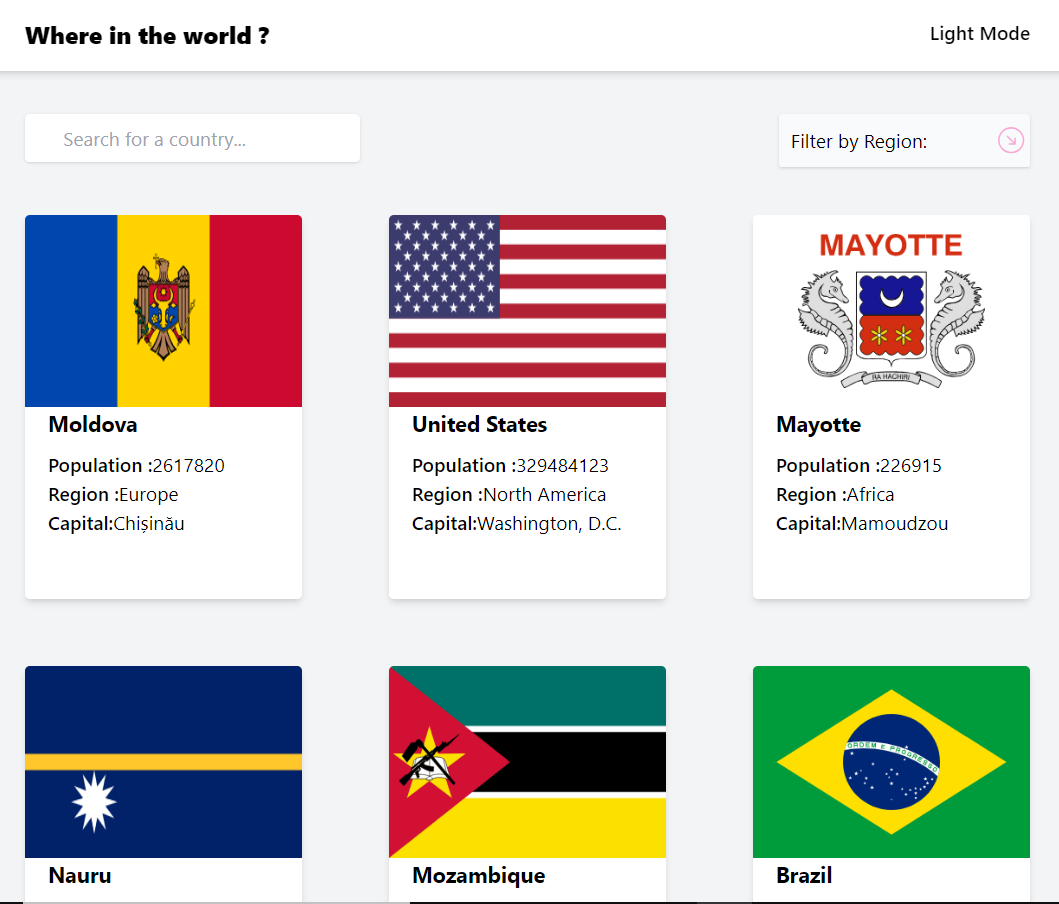 Where in the world ?
Light Mode
Search for a country...
Filter by Region:
MAYOTTE
RA HACHIRI
Moldova
United States
Mayotte
Population :2617820
Population :329484123
Population :226915
Region :Europe
Region :North America
Region :Africa
Capital:Chișinău
Capital:Washington, D.C.
Capital:Mamoudzou
ORDEM E PROGRESSO
Nauru
Mozambique
Brazil